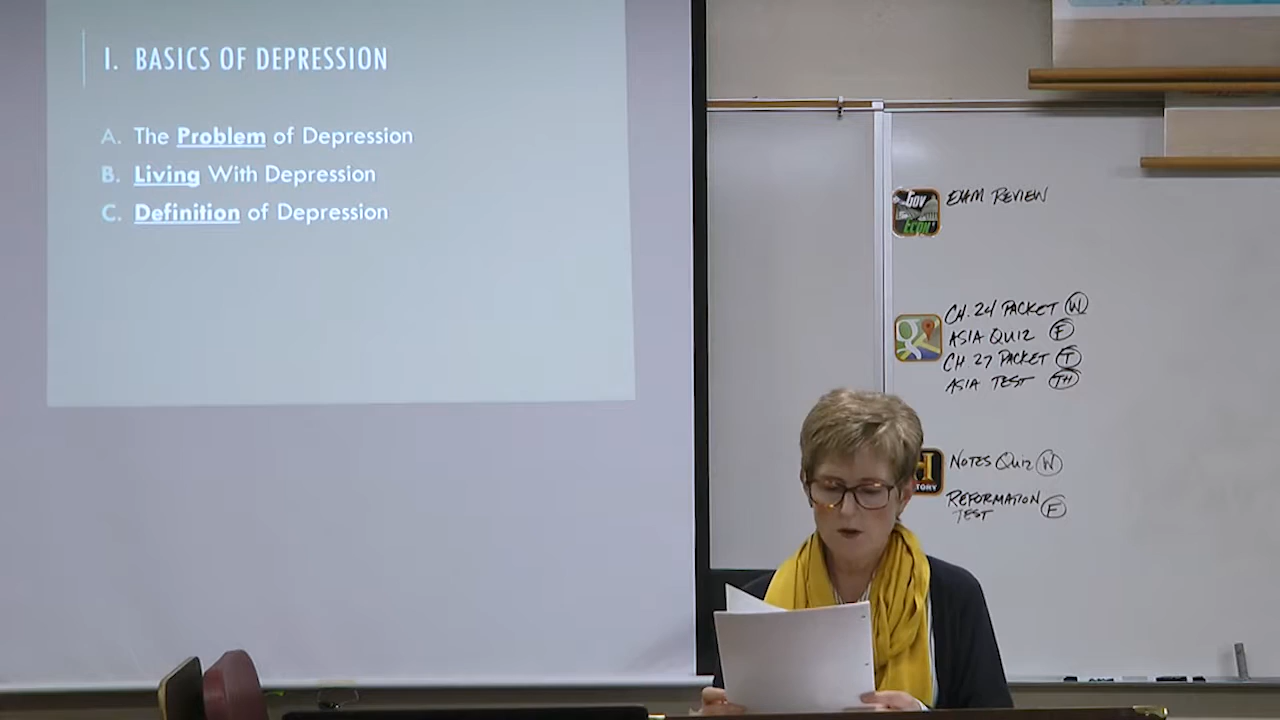 I. BASICS OF DEPRESSION
A. The Problem of Depression
B. Living With Depression
C. Definition of Depression
GOV
ECON
EXAM REVIEW
CH. 24 PACKET W
ASIA QUIZ F
CH 27 PACKET T
ASIA TEST TH
H
TORY
NOTES QUIZ W
REFORMATION
TEST F